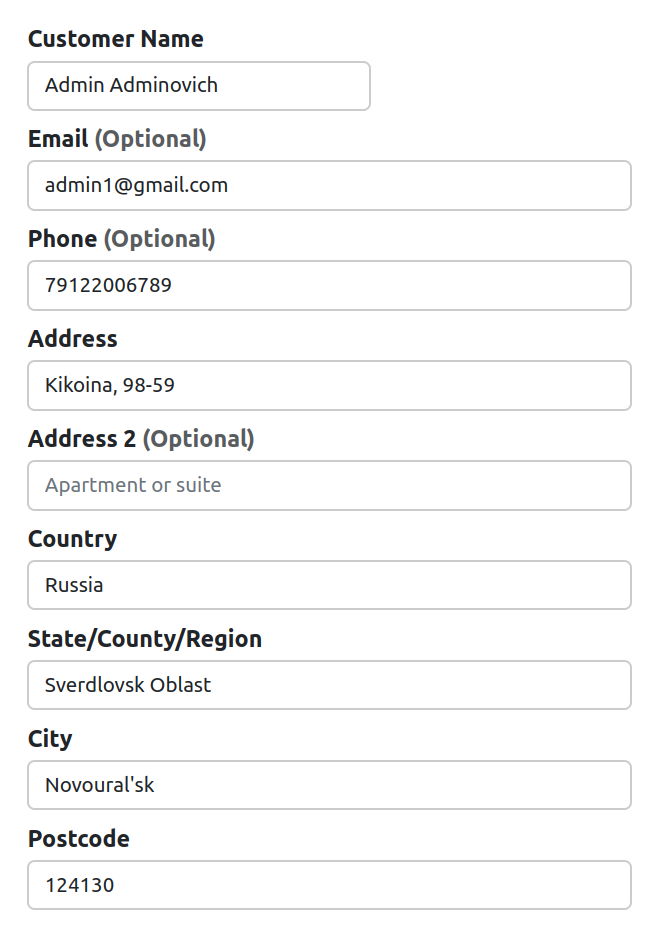 Customer Name
Admin Adminovich
Email (Optional)
admin1@gmail.com
Phone (Optional)
79122006789
Address
Kikoina, 98-59
Address 2 (Optional)
Apartment or suite
Country
Russia
State/County/Region
Sverdlovsk Oblast
City
Novoural'sk
Postcode
124130